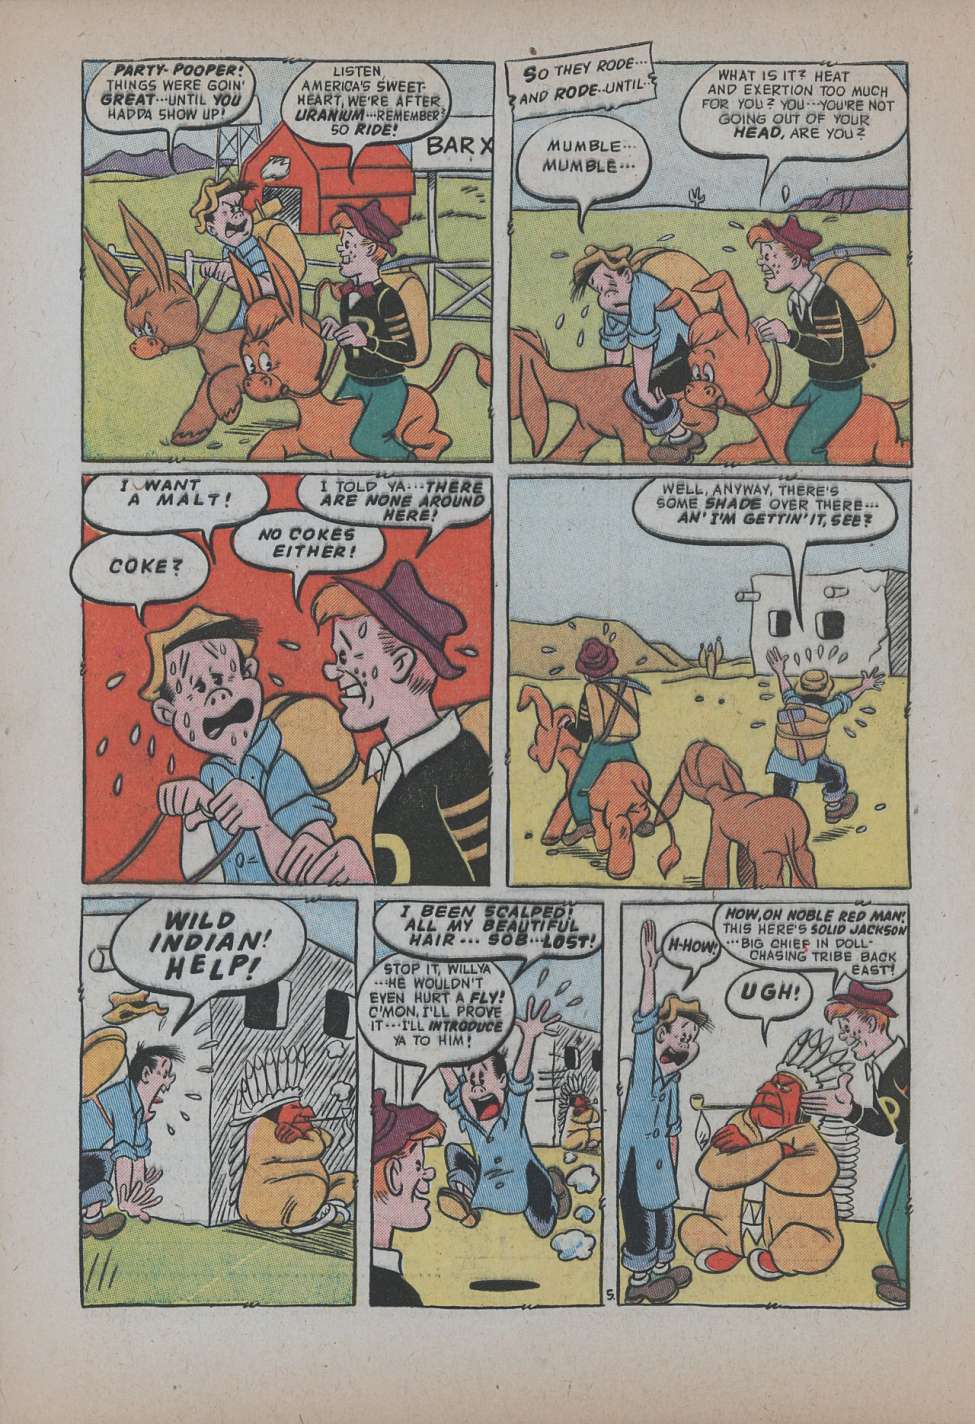 PARTY-POOPER!
THINGS WERE GOIN'
GREAT...UNTIL YOU
HADDA SHOW UP!
LISTEN,
AMERICA'S SWEET-
HEART, WE'RE AFTER
URANIUM...REMEMBER?
SO RIDE!
BAR X
SO THEY RODE...
AND RODE...UNTIL...
MUMBLE...
MUMBLE...
WHAT IS IT? HEAT
AND EXERTION TOO MUCH
FOR YOU? YOU...YOU'RE NOT
GOING OUT OF YOUR
HEAD, ARE YOU?
I WANT
A MALT!
I TOLD YA...THERE
ARE NONE AROUND
HERE!
COKE?
NO COKES
EITHER!
WELL, ANYWAY, THERE'S
SOME SHADE OVER THERE...
AN' I'M GETTIN' IT, SEE?
WILD
INDIAN!
HELP!
I BEEN SCALPED!
ALL MY BEAUTIFUL
HAIR... SOB...LOST!
STOP IT, WILLYA
...HE WOULDN'T
EVEN HURT A FLY!
C'MON, I'LL PROVE
IT...I'LL INTRODUCE
YA TO HIM!
5.
H-HOW!
HOW, OH NOBLE RED MAN!
THIS HERE'S SOLID JACKSON
...BIG CHIEF IN DOLL-
CHASING TRIBE BACK
EAST!
UGH!